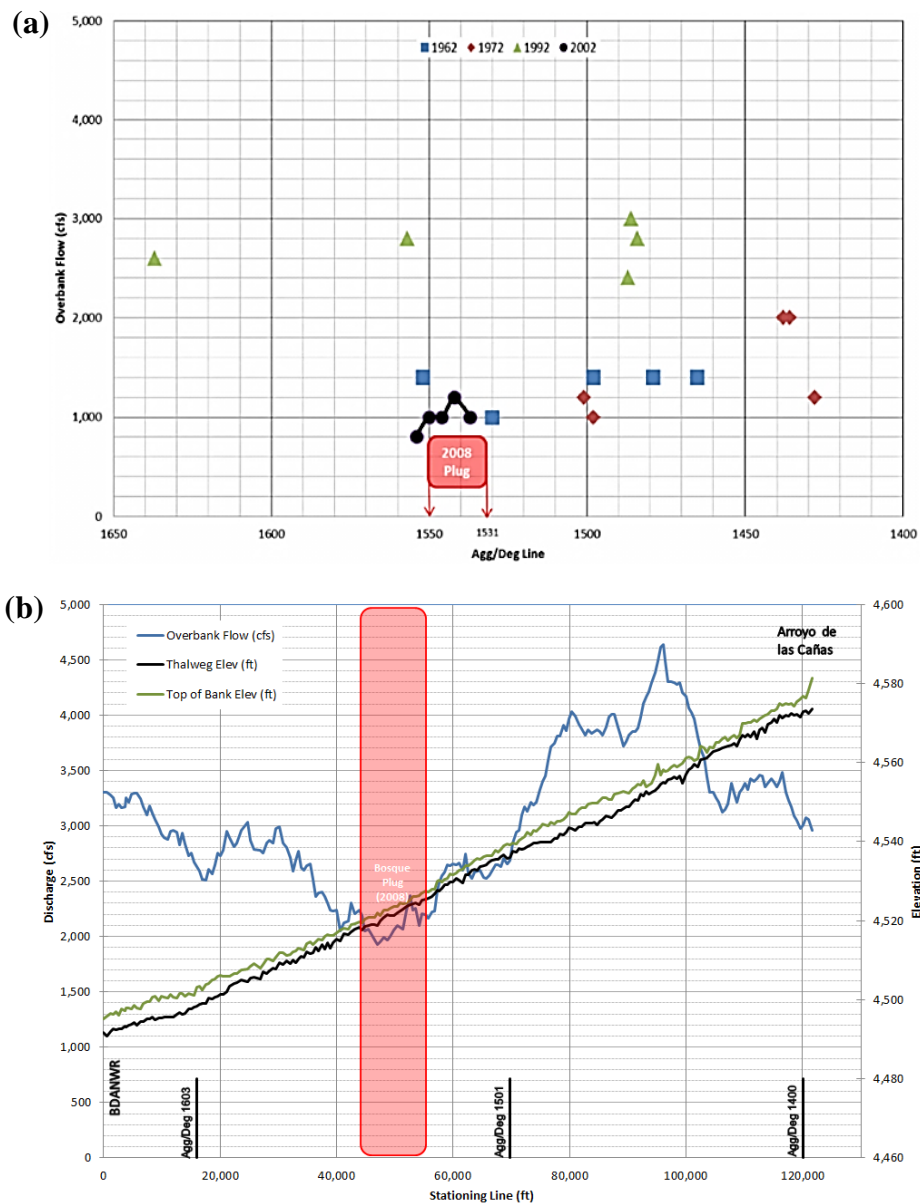 (a)
5,000
4,000
3,000
2,000
1,000
0
Overbank Flow (cfs)
1962 1972 1992 2002
2008
Plug
1650 1600 1550 1531 1500 1450 1400
Agg/Deg Line
(b)
5,000
4,500
4,000
3,500
3,000
2,500
2,000
1,500
1,000
500
0
Discharge (cfs)
Overbank Flow (cfs)
Thalweg Elev (ft)
Top of Bank Elev (ft)
Arroyo de
las Cañas
Bosque
Plug
(2008)
BDANWR
Agg/Deg 1603
Agg/Deg 1501
Agg/Deg 1400
4,600
4,580
4,560
4,540
4,520
4,500
4,480
4,460
Elevation (ft)
0 20,000 40,000 60,000 80,000 100,000 120,000
Stationing Line (ft)